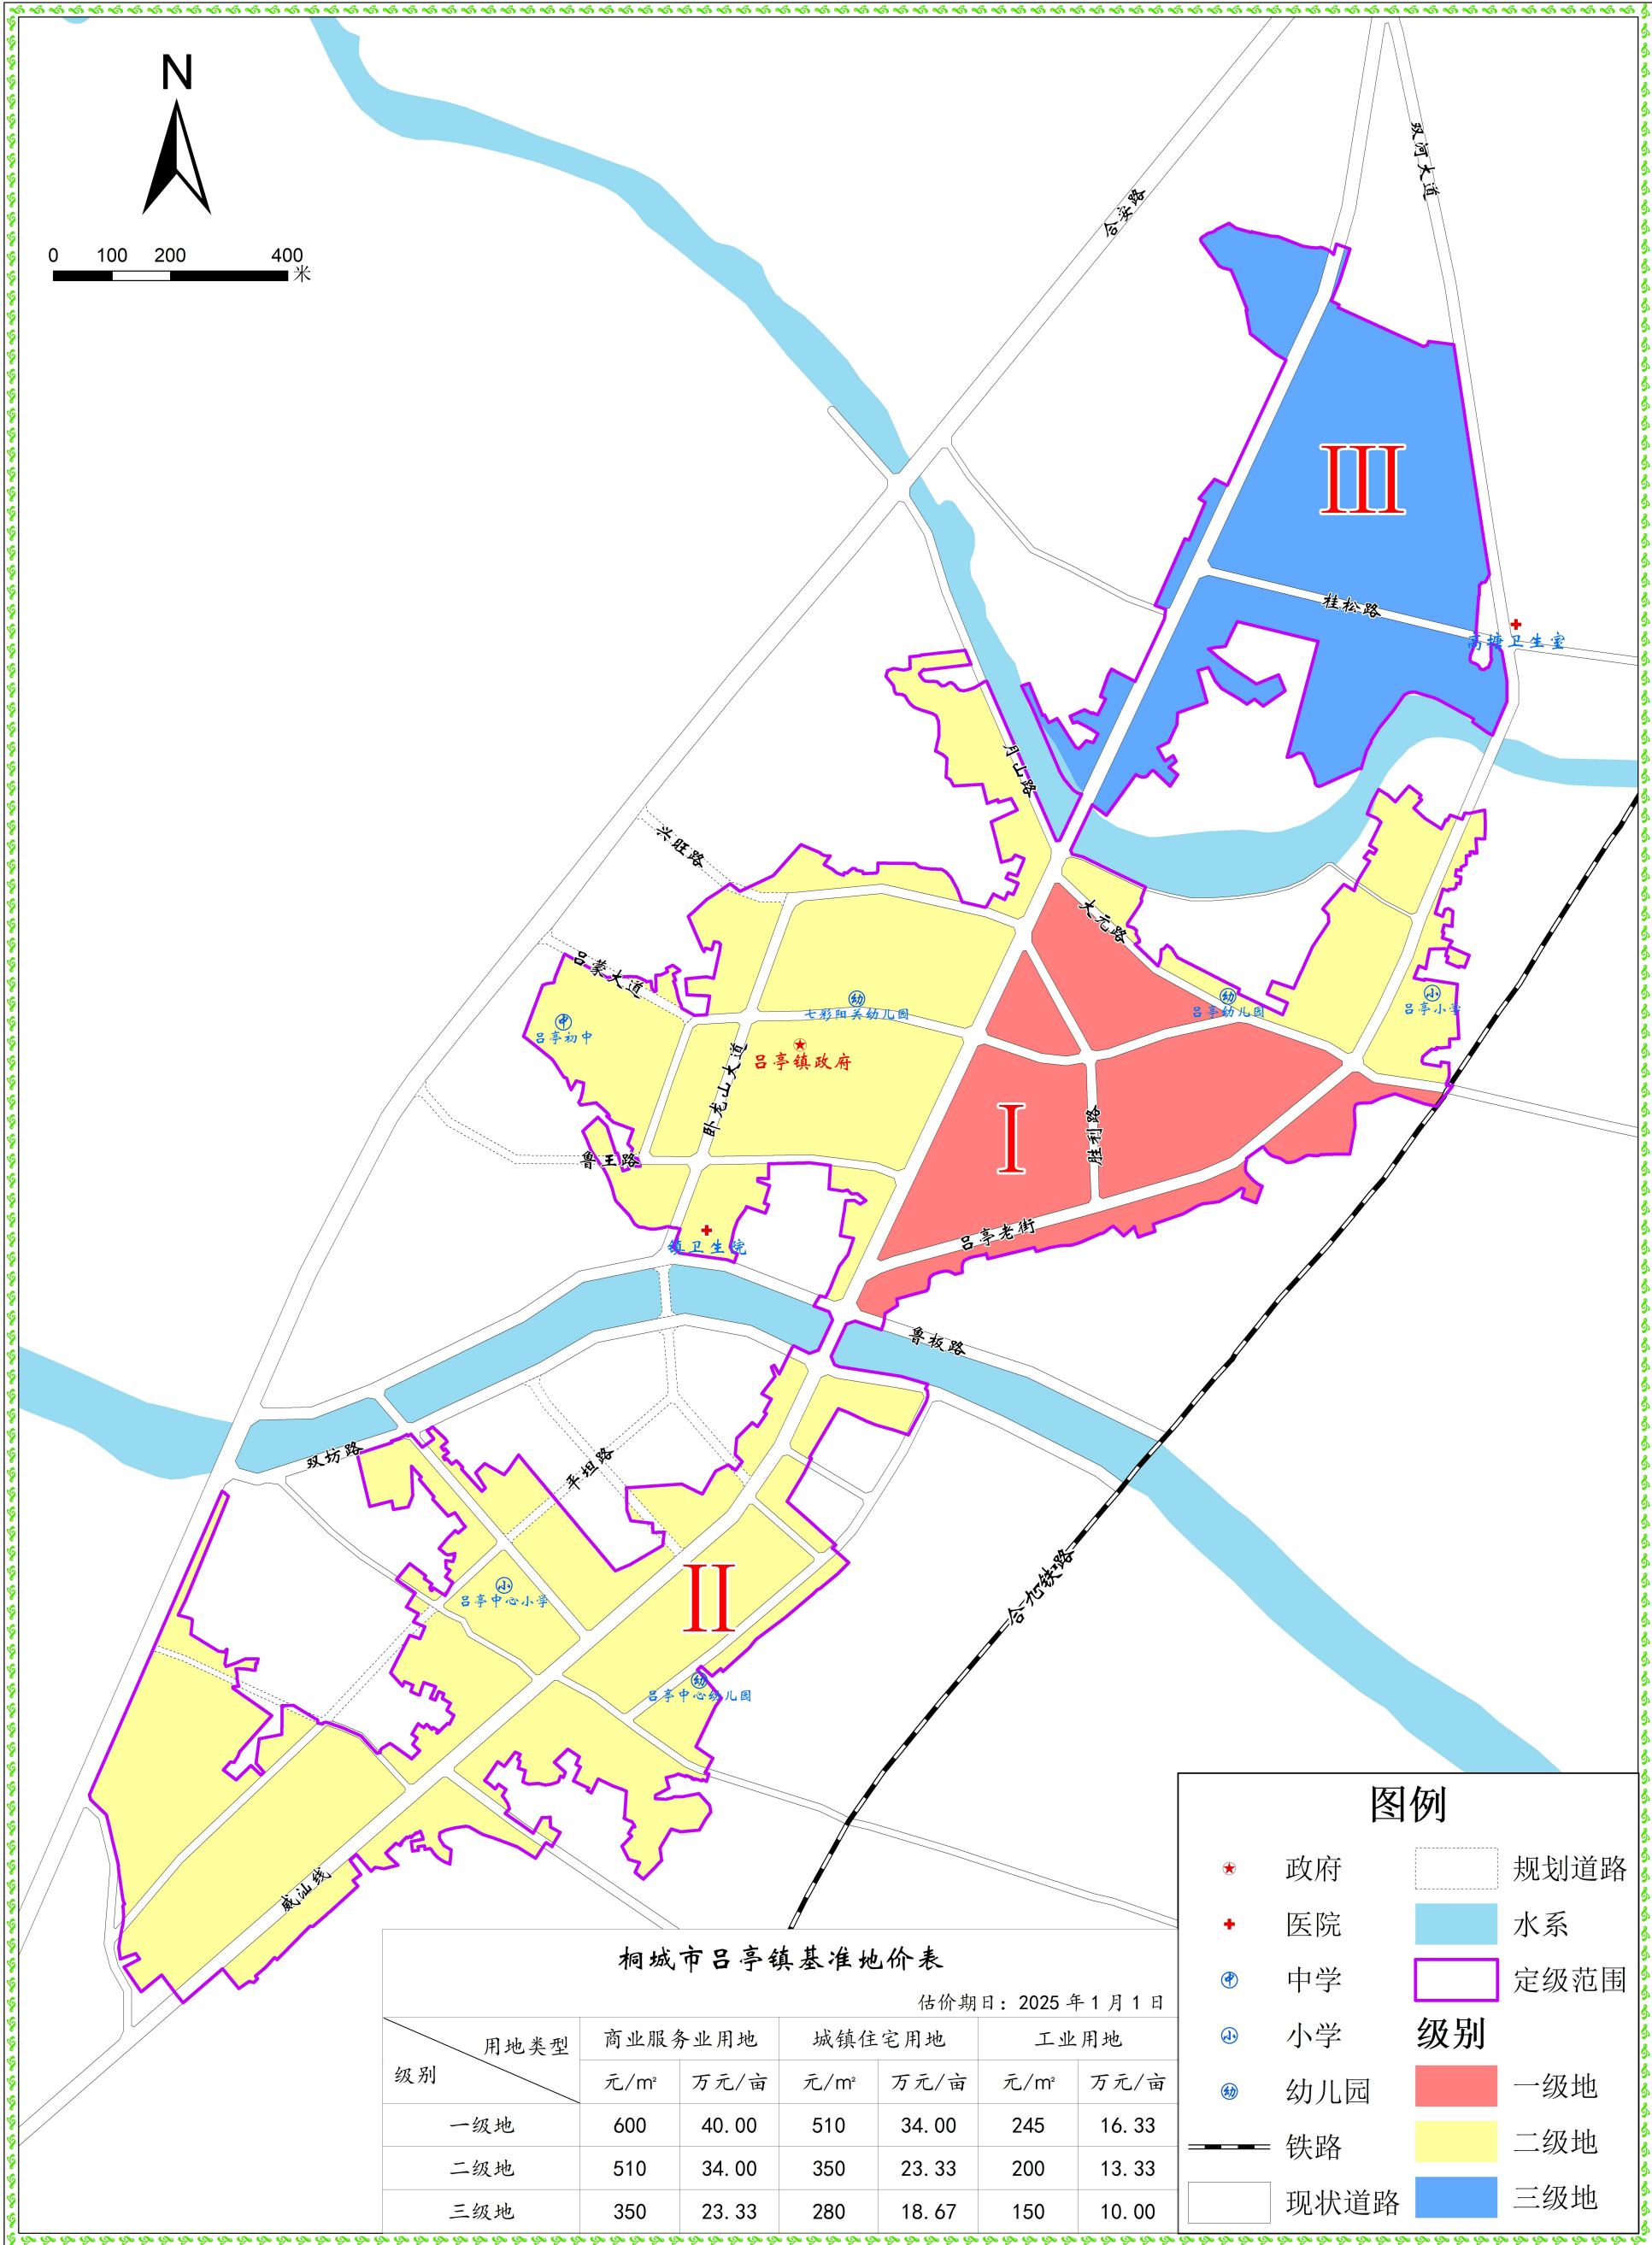 N
0 100 200 400
米
合安路
双河大道
III
桂松路
高塘卫生室
月山路
兴旺路
大元路
吕蒙大道
七彩阳关幼儿园
吕亭幼儿园
吕亭小学
吕亭初中
吕亭镇政府
卧龙山大道
I
胜利路
鲁王路
吕亭老街
镇卫生院
鲁板路
双坊路
平坦路
合九铁路
II
吕亭中心小学
吕亭中心幼儿园
威汕线
桐城市吕亭镇基准地价表
估价期日：2025 年 1 月 1 日
用地类型 商业服务业用地 城镇住宅用地 工业用地
级别 元/㎡ 万元/亩 元/㎡ 万元/亩 元/㎡ 万元/亩
一级地 600 40.00 510 34.00 245 16.33
二级地 510 34.00 350 23.33 200 13.33
三级地 350 23.33 280 18.67 150 10.00
图例
政府 规划道路
医院 水系
中 中学 定级范围
小 小学 级别
幼 幼儿园 一级地
铁路 二级地
现状道路 三级地